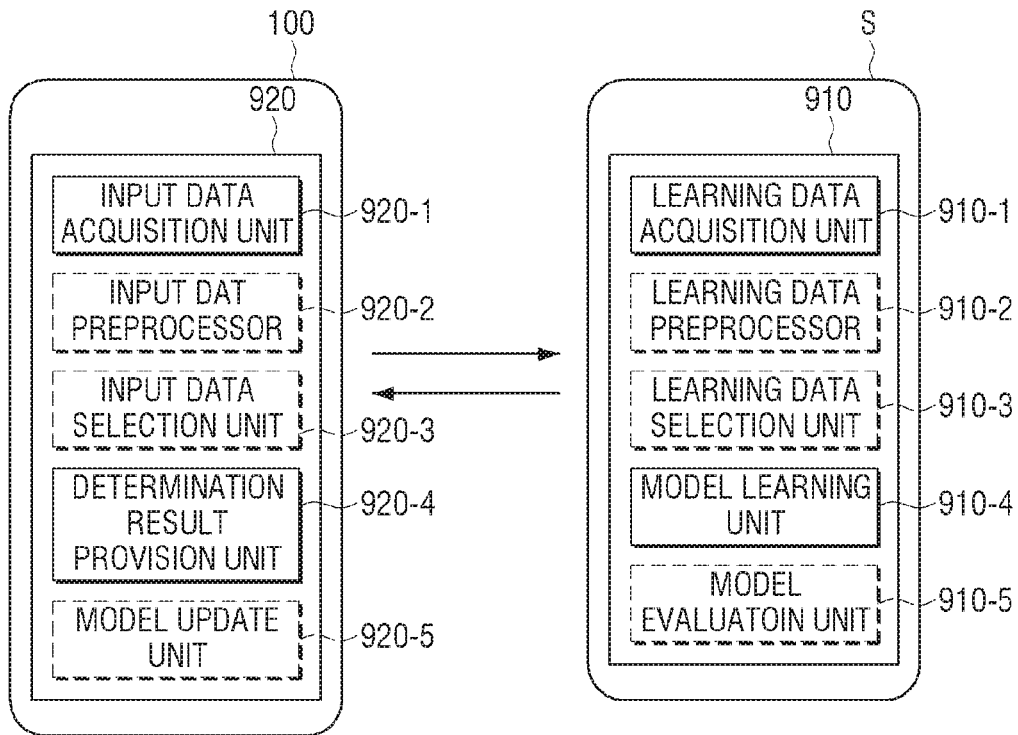 100
920
INPUT DATA
ACQUISITION UNIT
920-1
INPUT DAT
PREPROCESSOR
920-2
INPUT DATA
SELECTION UNIT
920-3
DETERMINATION
RESULT
PROVISION UNIT
920-4
MODEL UPDATE
UNIT
920-5
S
910
LEARNING DATA
ACQUISITION UNIT
910-1
LEARNING DATA
PREPROCESSOR
910-2
LEARNING DATA
SELECTION UNIT
910-3
MODEL LEARNING
UNIT
910-4
MODEL
EVALUATOIN UNIT
910-5